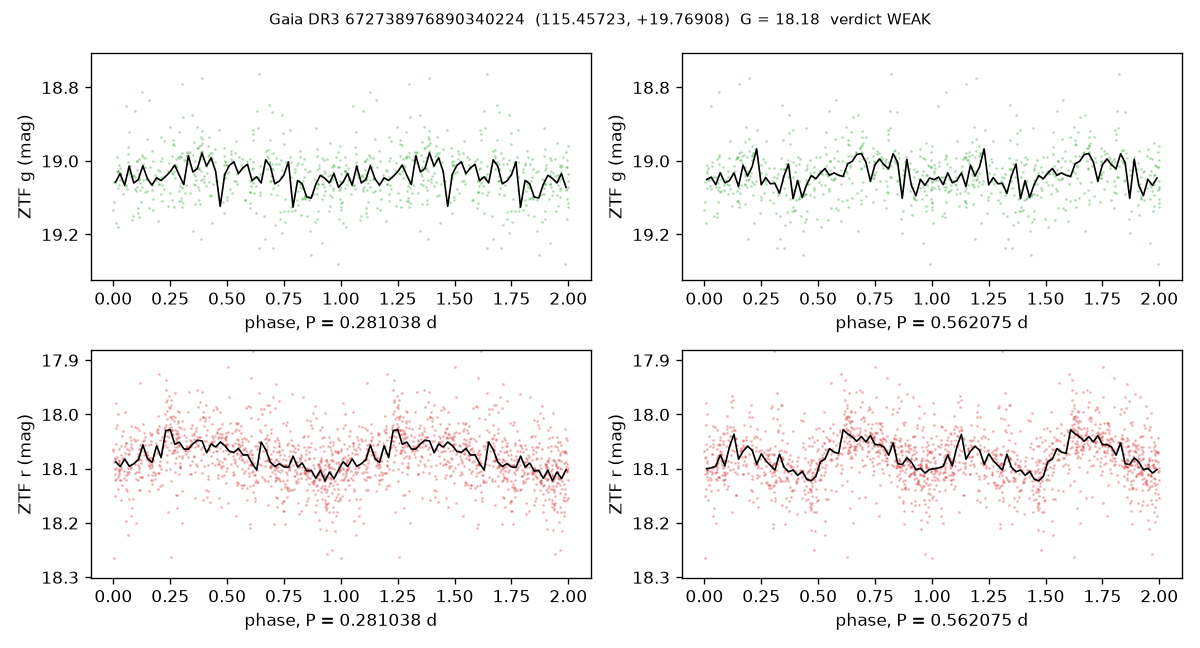 Gaia DR3 672738976890340224  (115.45723, +19.76908)  G = 18.18  verdict WEAK
ZTF g (mag)
18.8
19.0
19.2
0.00 0.25 0.50 0.75 1.00 1.25 1.50 1.75 2.00
phase, P = 0.281038 d
ZTF g (mag)
18.8
19.0
19.2
0.00 0.25 0.50 0.75 1.00 1.25 1.50 1.75 2.00
phase, P = 0.562075 d
ZTF r (mag)
17.9
18.0
18.1
18.2
18.3
0.00 0.25 0.50 0.75 1.00 1.25 1.50 1.75 2.00
phase, P = 0.281038 d
ZTF r (mag)
17.9
18.0
18.1
18.2
18.3
0.00 0.25 0.50 0.75 1.00 1.25 1.50 1.75 2.00
phase, P = 0.562075 d